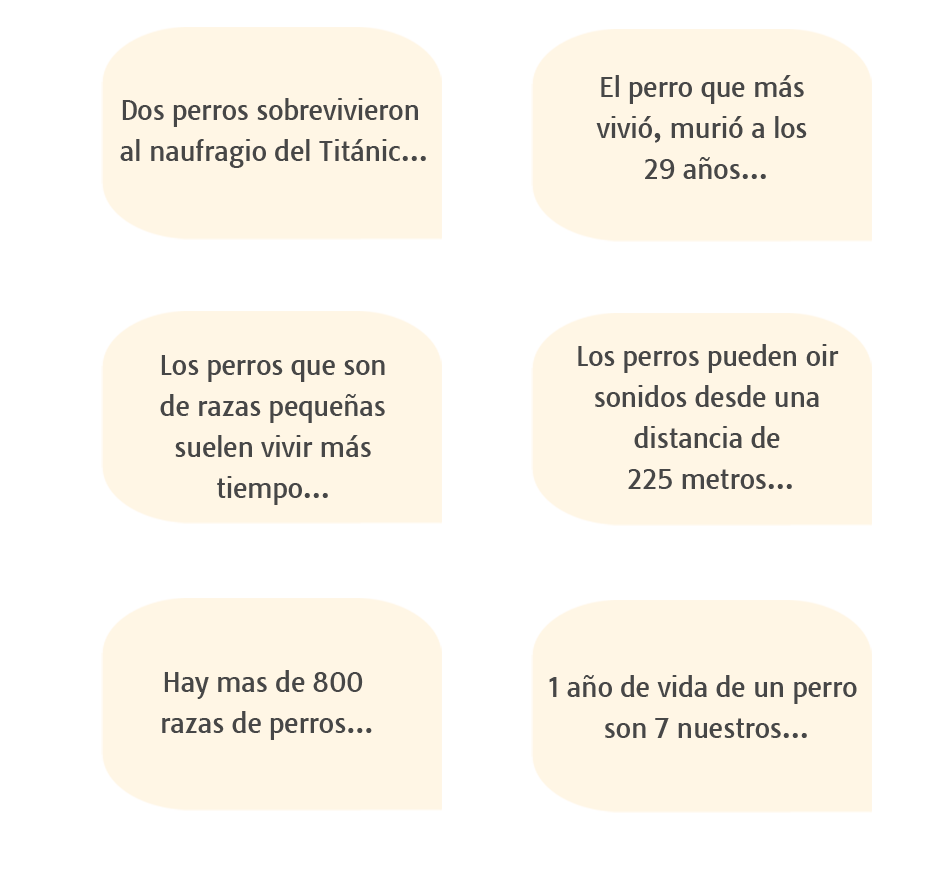 Dos perros sobrevivieron
al naufragio del Titánic...
El perro que más
vivió, murió a los
29 años...
Los perros que son
de razas pequeñas
suelen vivir más
tiempo...
Los perros pueden oir
sonidos desde una
distancia de
225 metros...
Hay mas de 800
razas de perros...
1 año de vida de un perro
son 7 nuestros...